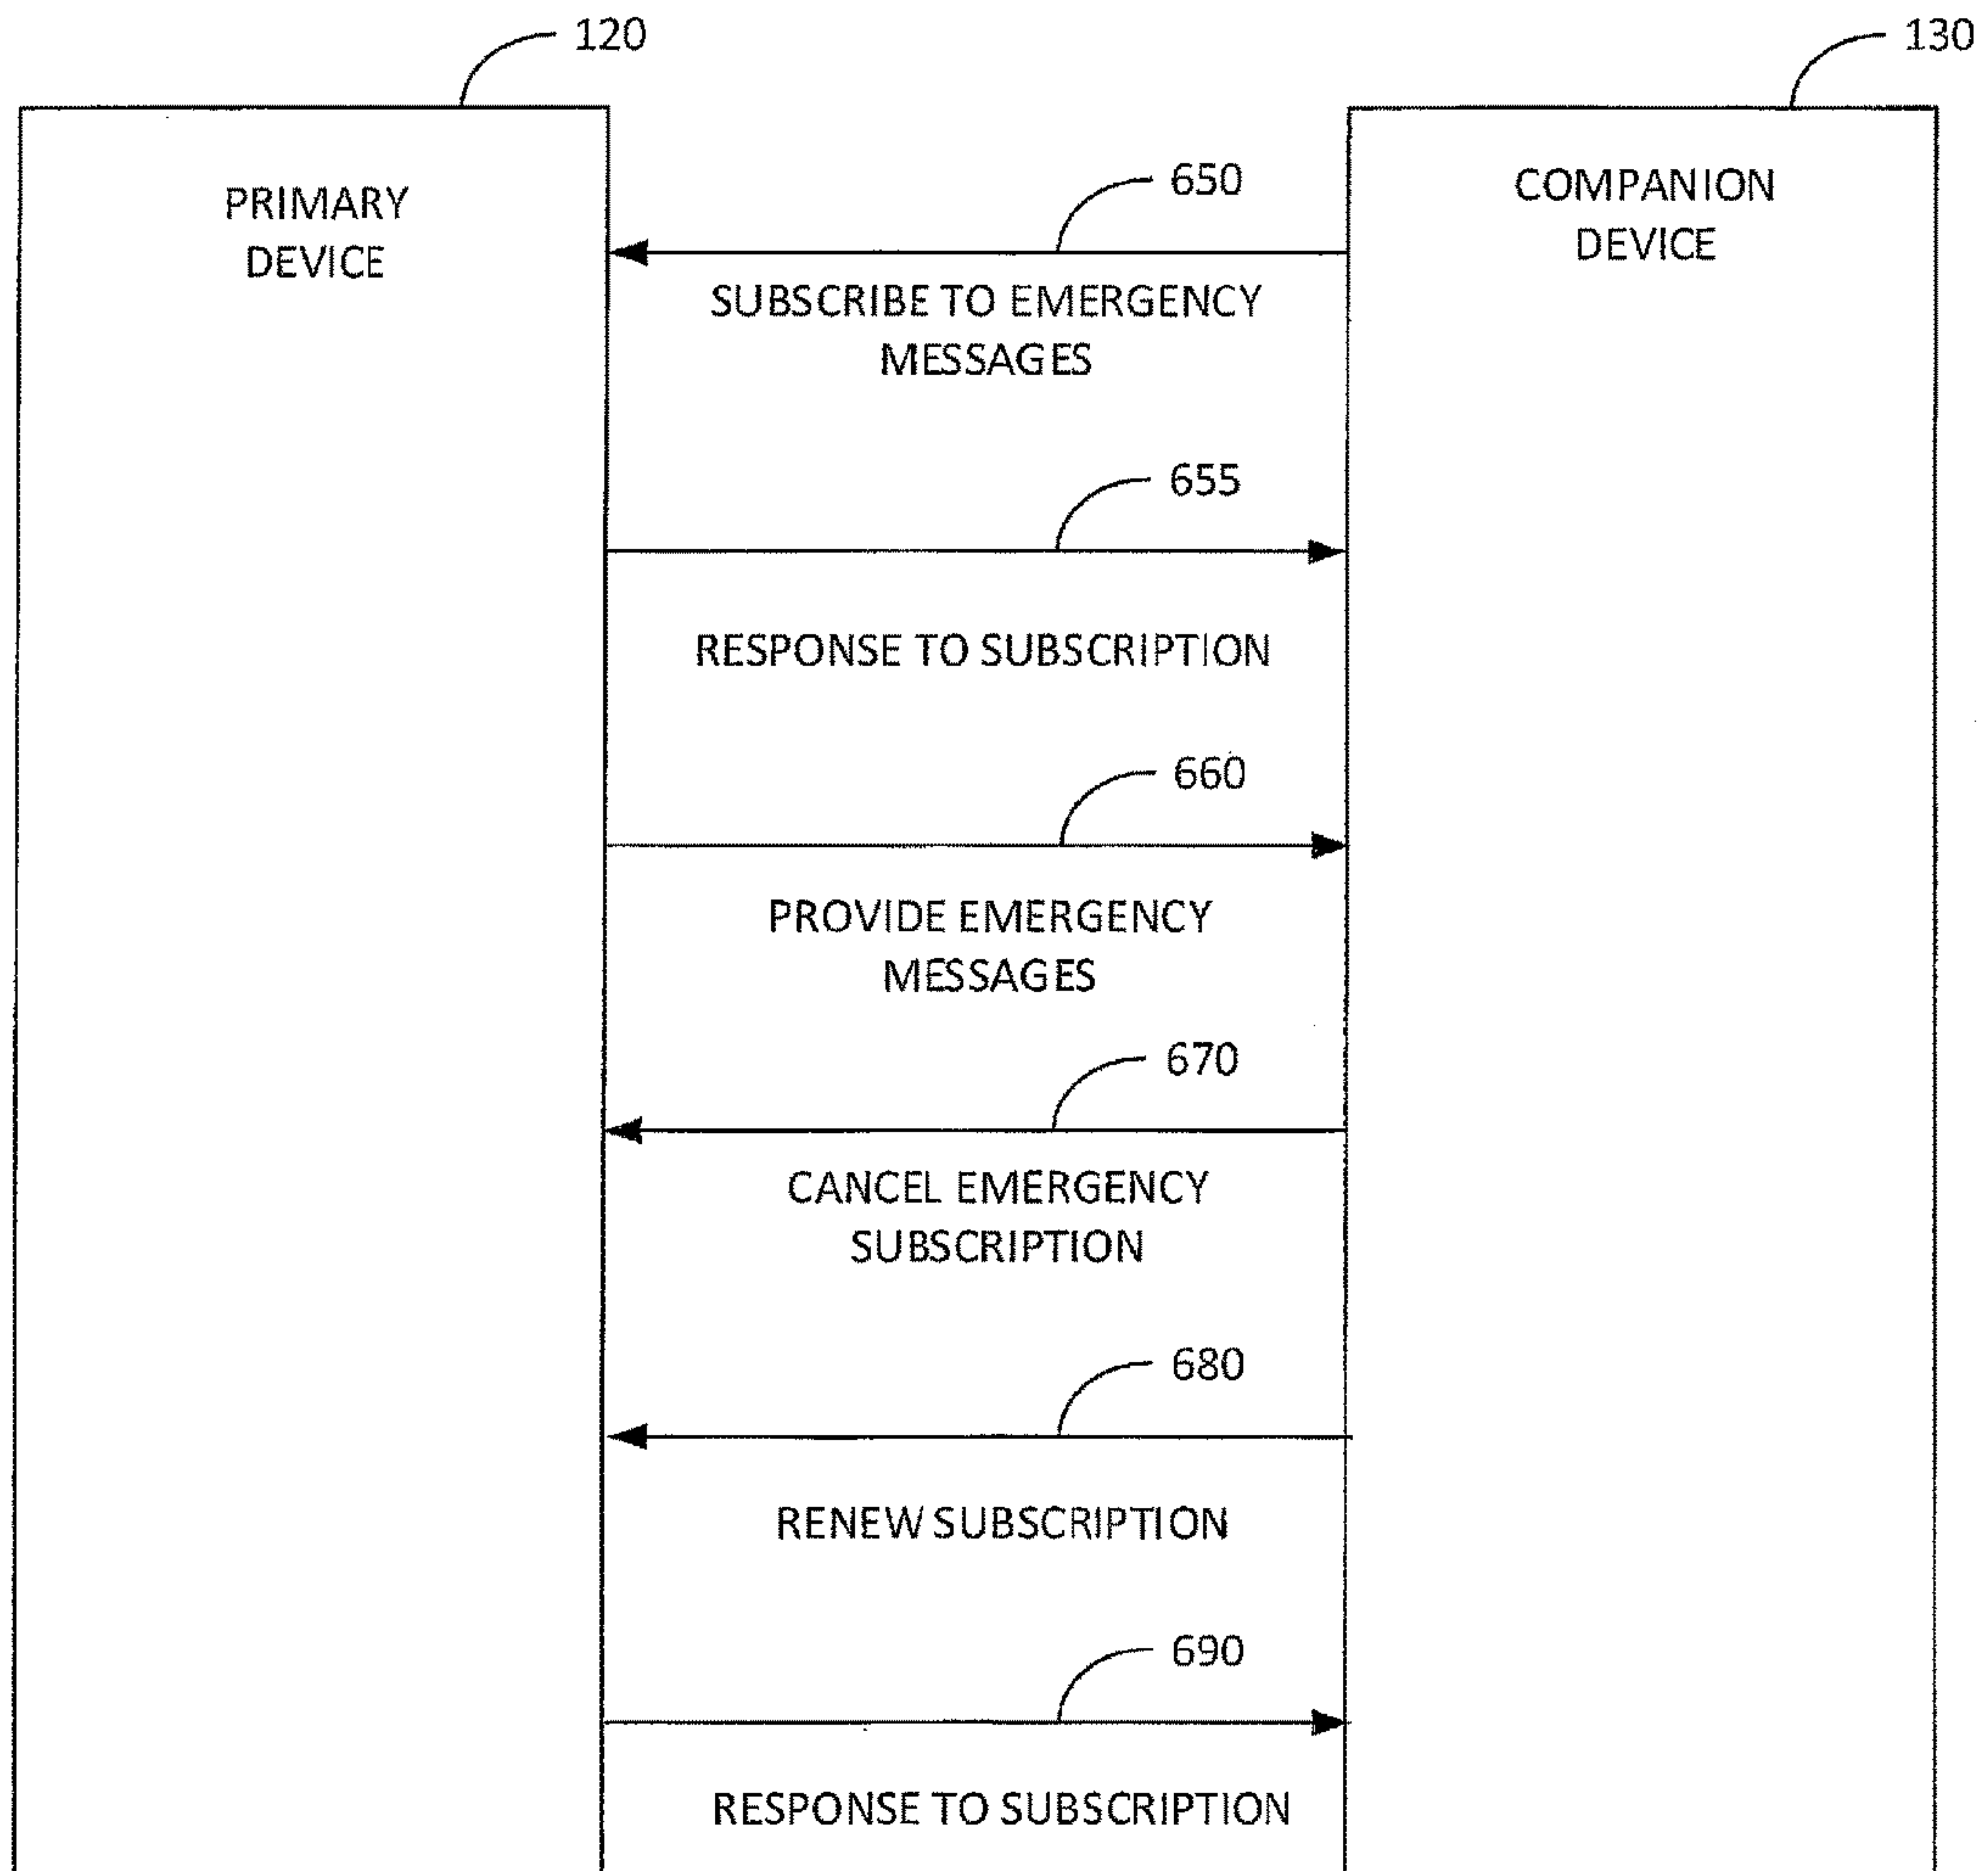 120
130
PRIMARY
DEVICE
COMPANION
DEVICE
650
SUBSCRIBE TO EMERGENCY
MESSAGES
655
RESPONSE TO SUBSCRIPTION
660
PROVIDE EMERGENCY
MESSAGES
670
CANCEL EMERGENCY
SUBSCRIPTION
680
RENEW SUBSCRIPTION
690
RESPONSE TO SUBSCRIPTION